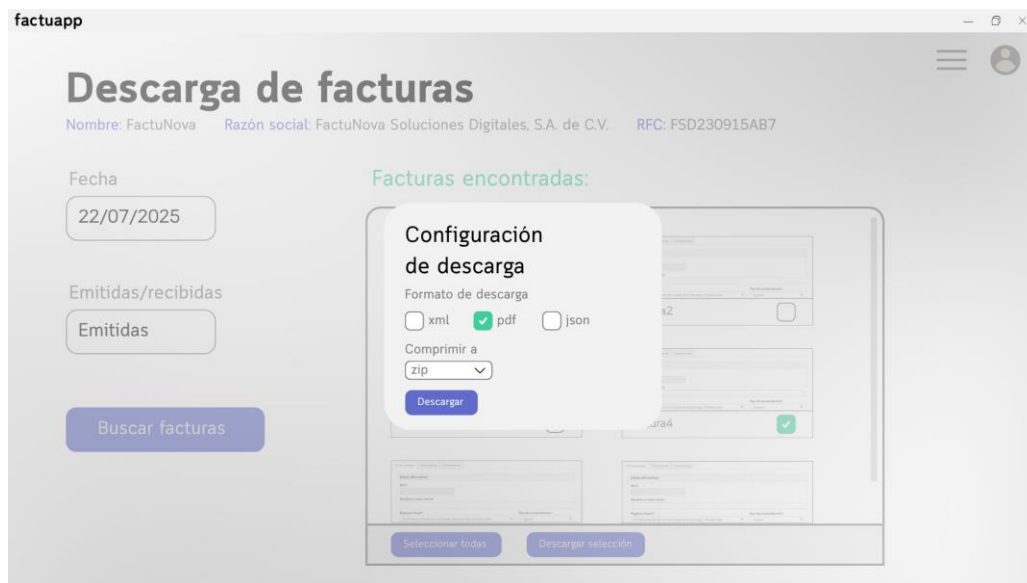 factuapp
Descarga de facturas
Nombre: FactuNova Razón social: FactuNova Soluciones Digitales, S.A. de C.V. RFC: FSD230915AB7
Fecha
22/07/2025
Emitidas/recibidas
Emitidas
Buscar facturas
Facturas encontradas:
Configuración
de descarga
Formato de descarga
xml pdf json
Comprimir a
zip
Descargar
a2
ura4
Seleccionar todas Descargar selección